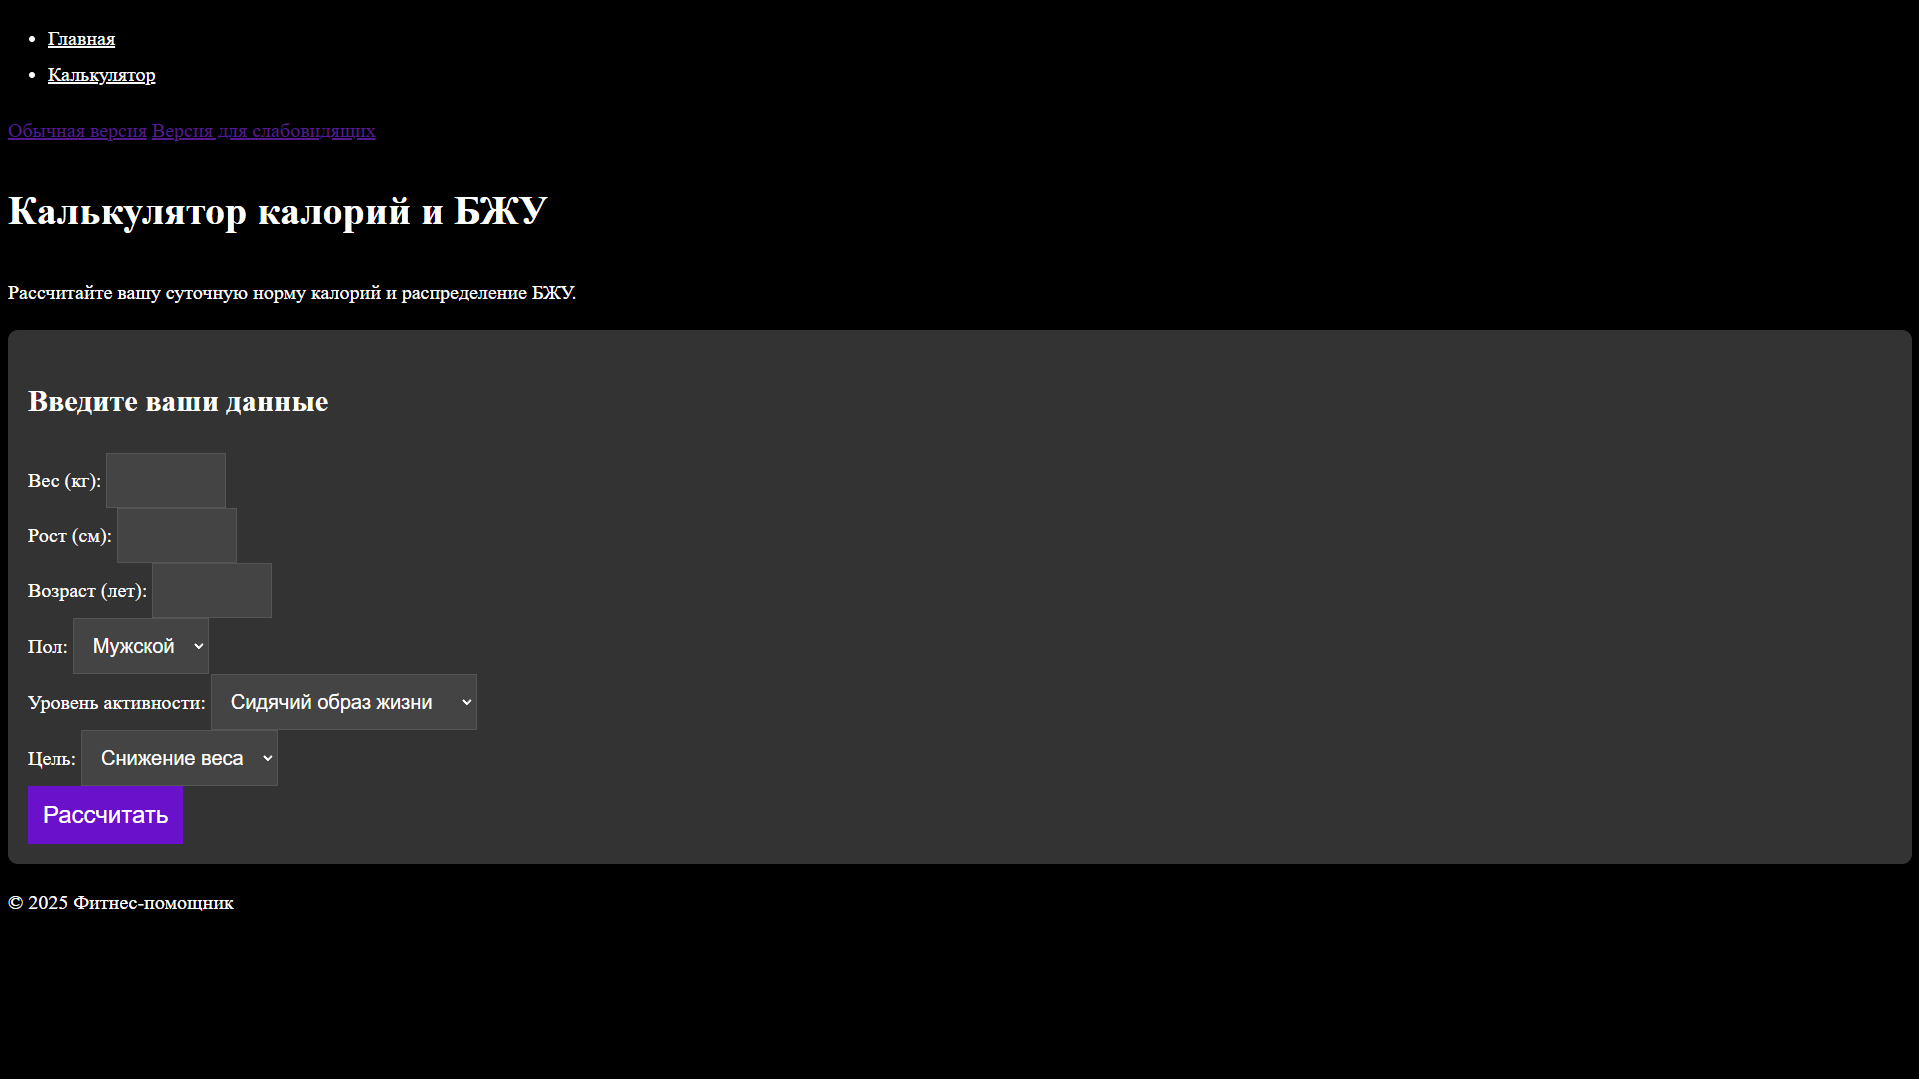 Главная
Калькулятор
Обычная версия Версия для слабовидящих
Калькулятор калорий и БЖУ
Рассчитайте вашу суточную норму калорий и распределение БЖУ.
Введите ваши данные
Вес (кг):
Рост (см):
Возраст (лет):
Пол: Мужской
Уровень активности: Сидячий образ жизни
Цель: Снижение веса
Рассчитать
© 2025 Фитнес-помощник